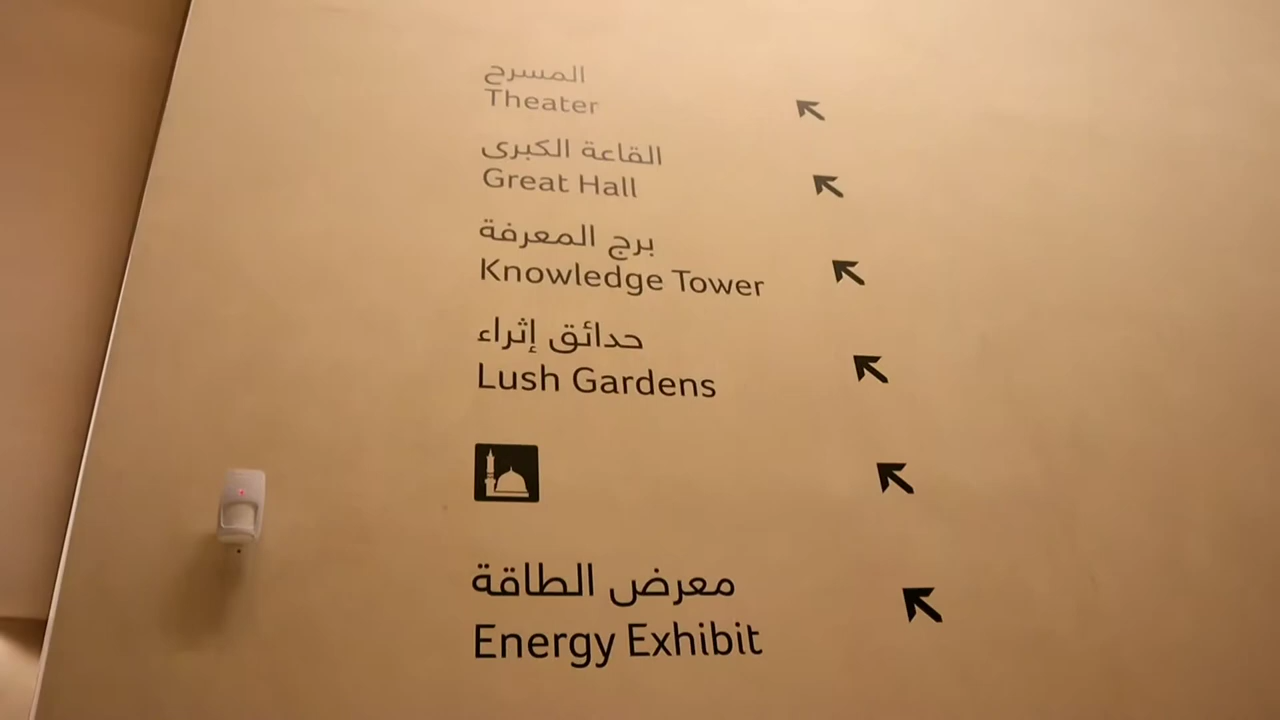 المسرح
Theater
القاعة الكبرى
Great Hall
برج المعرفة
Knowledge Tower
حدائق إثراء
Lush Gardens
معرض الطاقة
Energy Exhibit